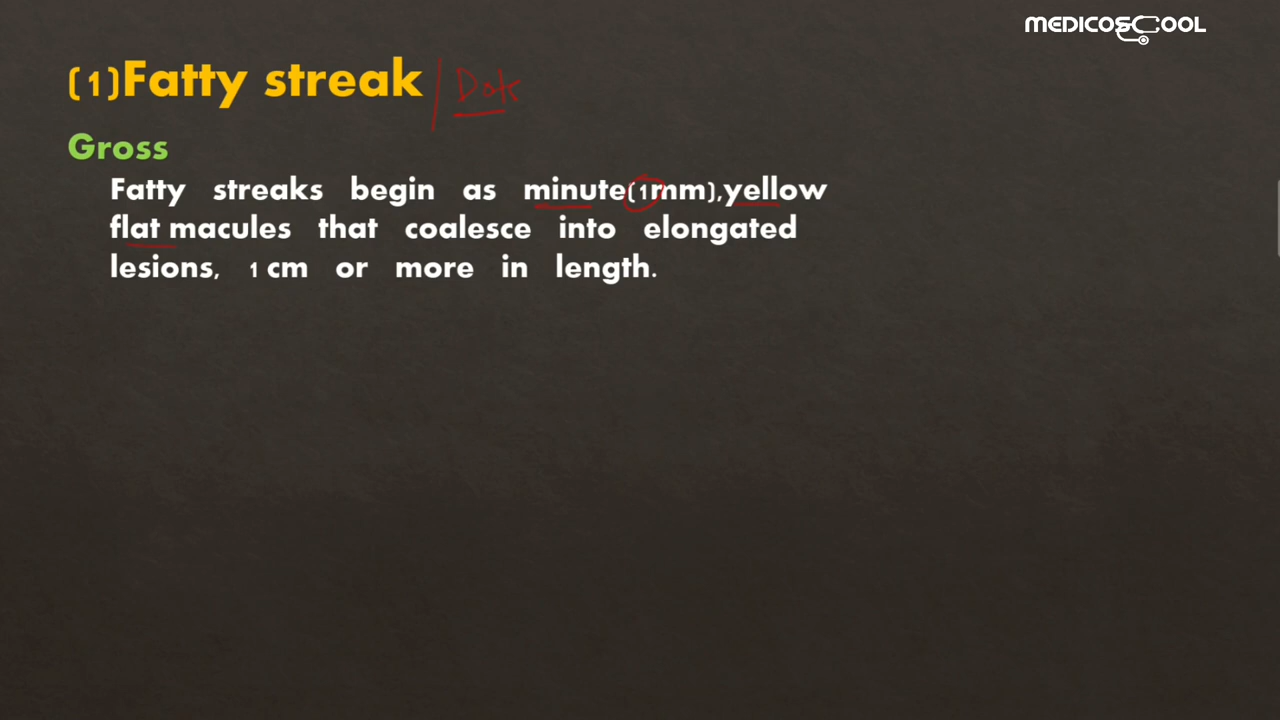 MEDICOSCOOL
(1)Fatty streak / Dots
Gross
Fatty streaks begin as minute(1mm),yellow
flat macules that coalesce into elongated
lesions, 1 cm or more in length.